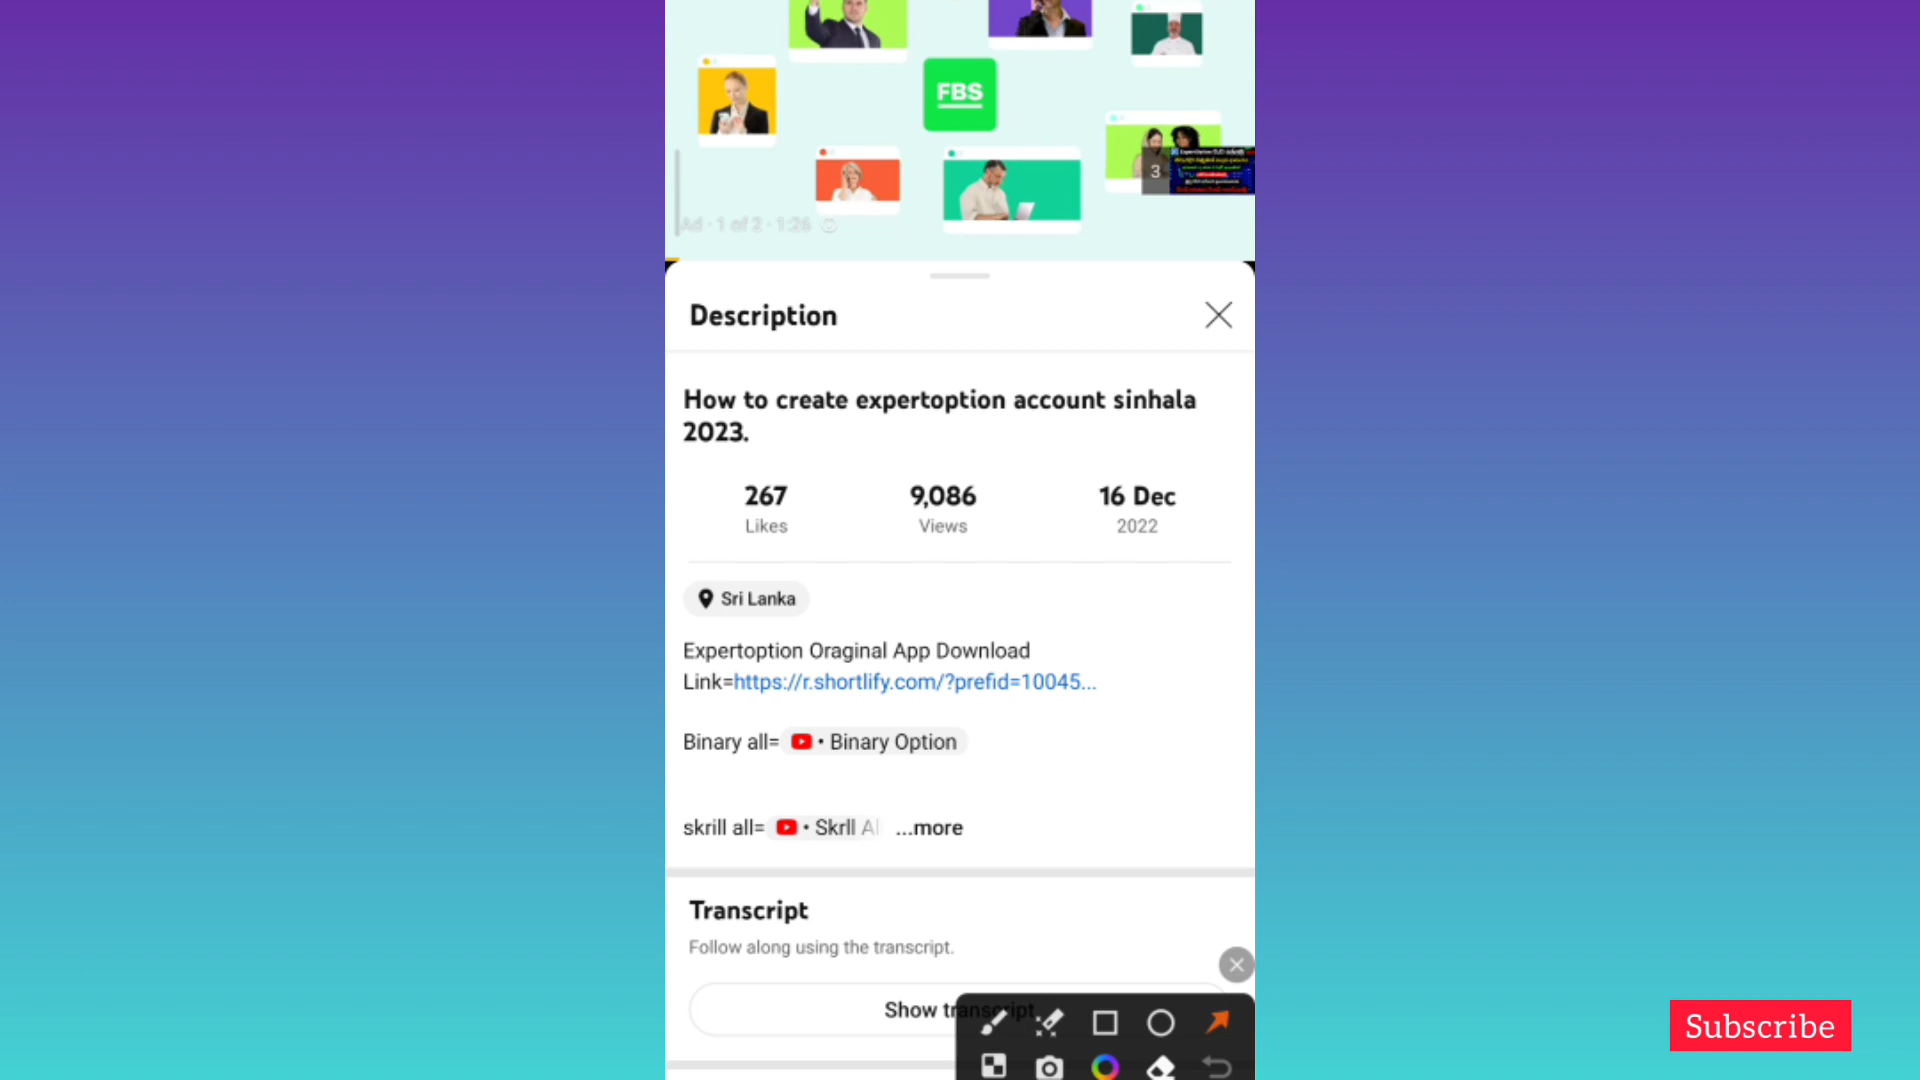 FBS
3
Ad · 1 of 2 · 1:26
Description
How to create expertoption account sinhala
2023.
267
9,086
16 Dec
Likes
Views
2022
Sri Lanka
Expertoption Oraginal App Download
Link=https://r.shortlify.com/?prefid=10045...
Binary all= • Binary Option
skrill all= • Skrll Al ...more
Transcript
Follow along using the transcript.
Show transcript
Subscribe